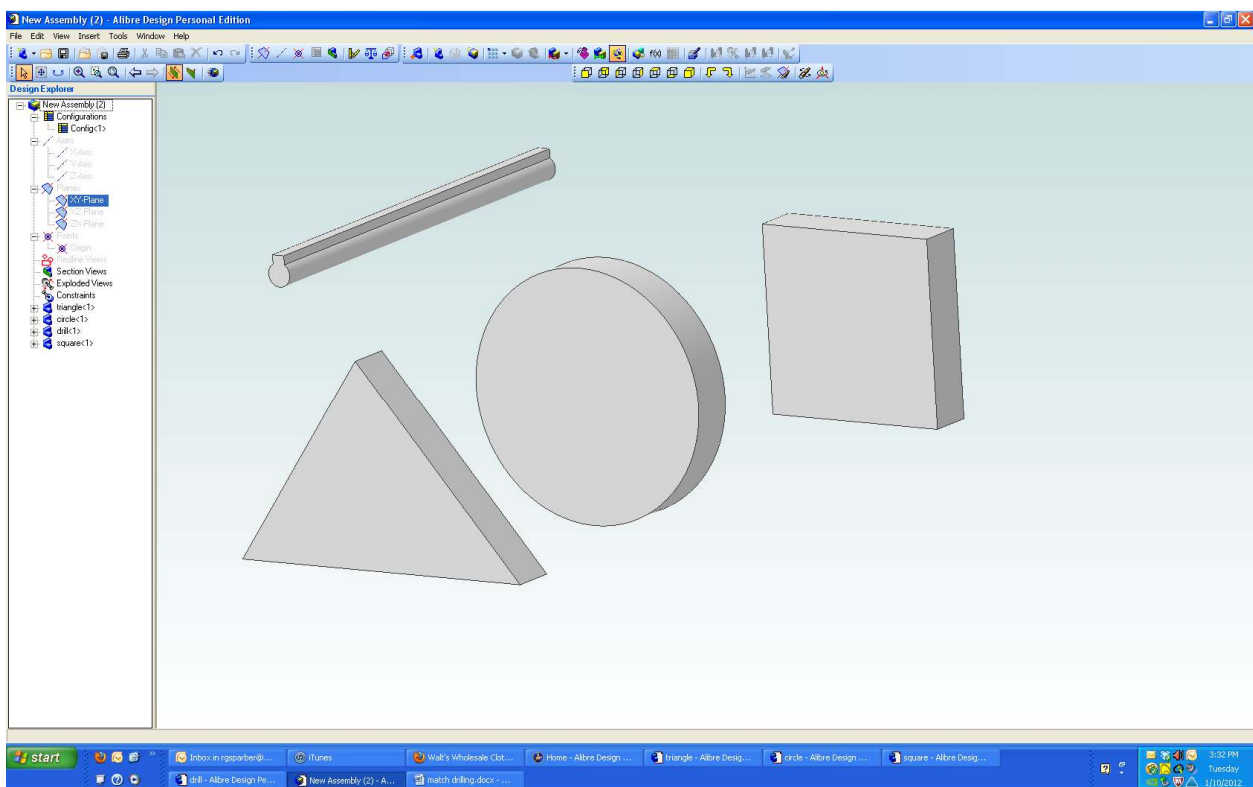 New Assembly (2) - Alibre Design Personal Edition
File Edit View Insert Tools Window Help
f(x)
Design Explorer
New Assembly (2)
Configurations
Config<1>
Axes
X-Axis
Y-Axis
Z-Axis
Planes
XY-Plane
YZ-Plane
ZX-Plane
Points
Origin
Redline Views
Section Views
Exploded Views
Constraints
triangle<1>
circle<1>
drill<1>
square<1>
start
Inbox in rgsparber@...
iTunes
Walt's Wholesale Clot...
Home - Alibre Design ...
triangle - Alibre Desig...
circle - Alibre Design ...
square - Alibre Desig...
3:32 PM
drill - Alibre Design Pe...
New Assembly (2) - A...
match drilling.docx - ...
Tuesday
1/10/2012